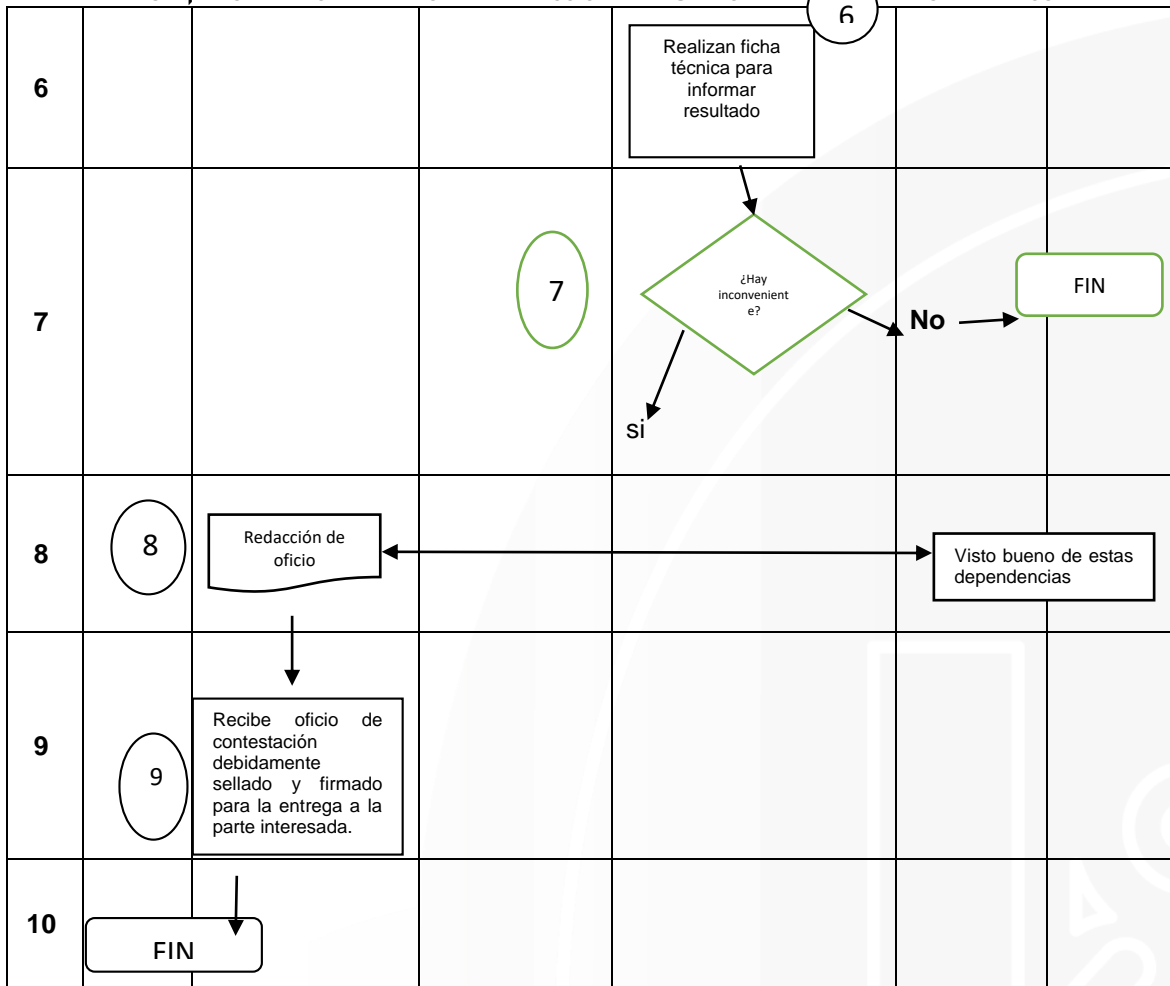 6
6
Realizan ficha
técnica para
informar
resultado
7
7
¿Hay
inconvenient
e?
No
FIN
si
8
8
Redacción de
oficio
Visto bueno de estas
dependencias
9
9
Recibe oficio de
contestación
debidamente
sellado y firmado
para la entrega a la
parte interesada.
10
FIN